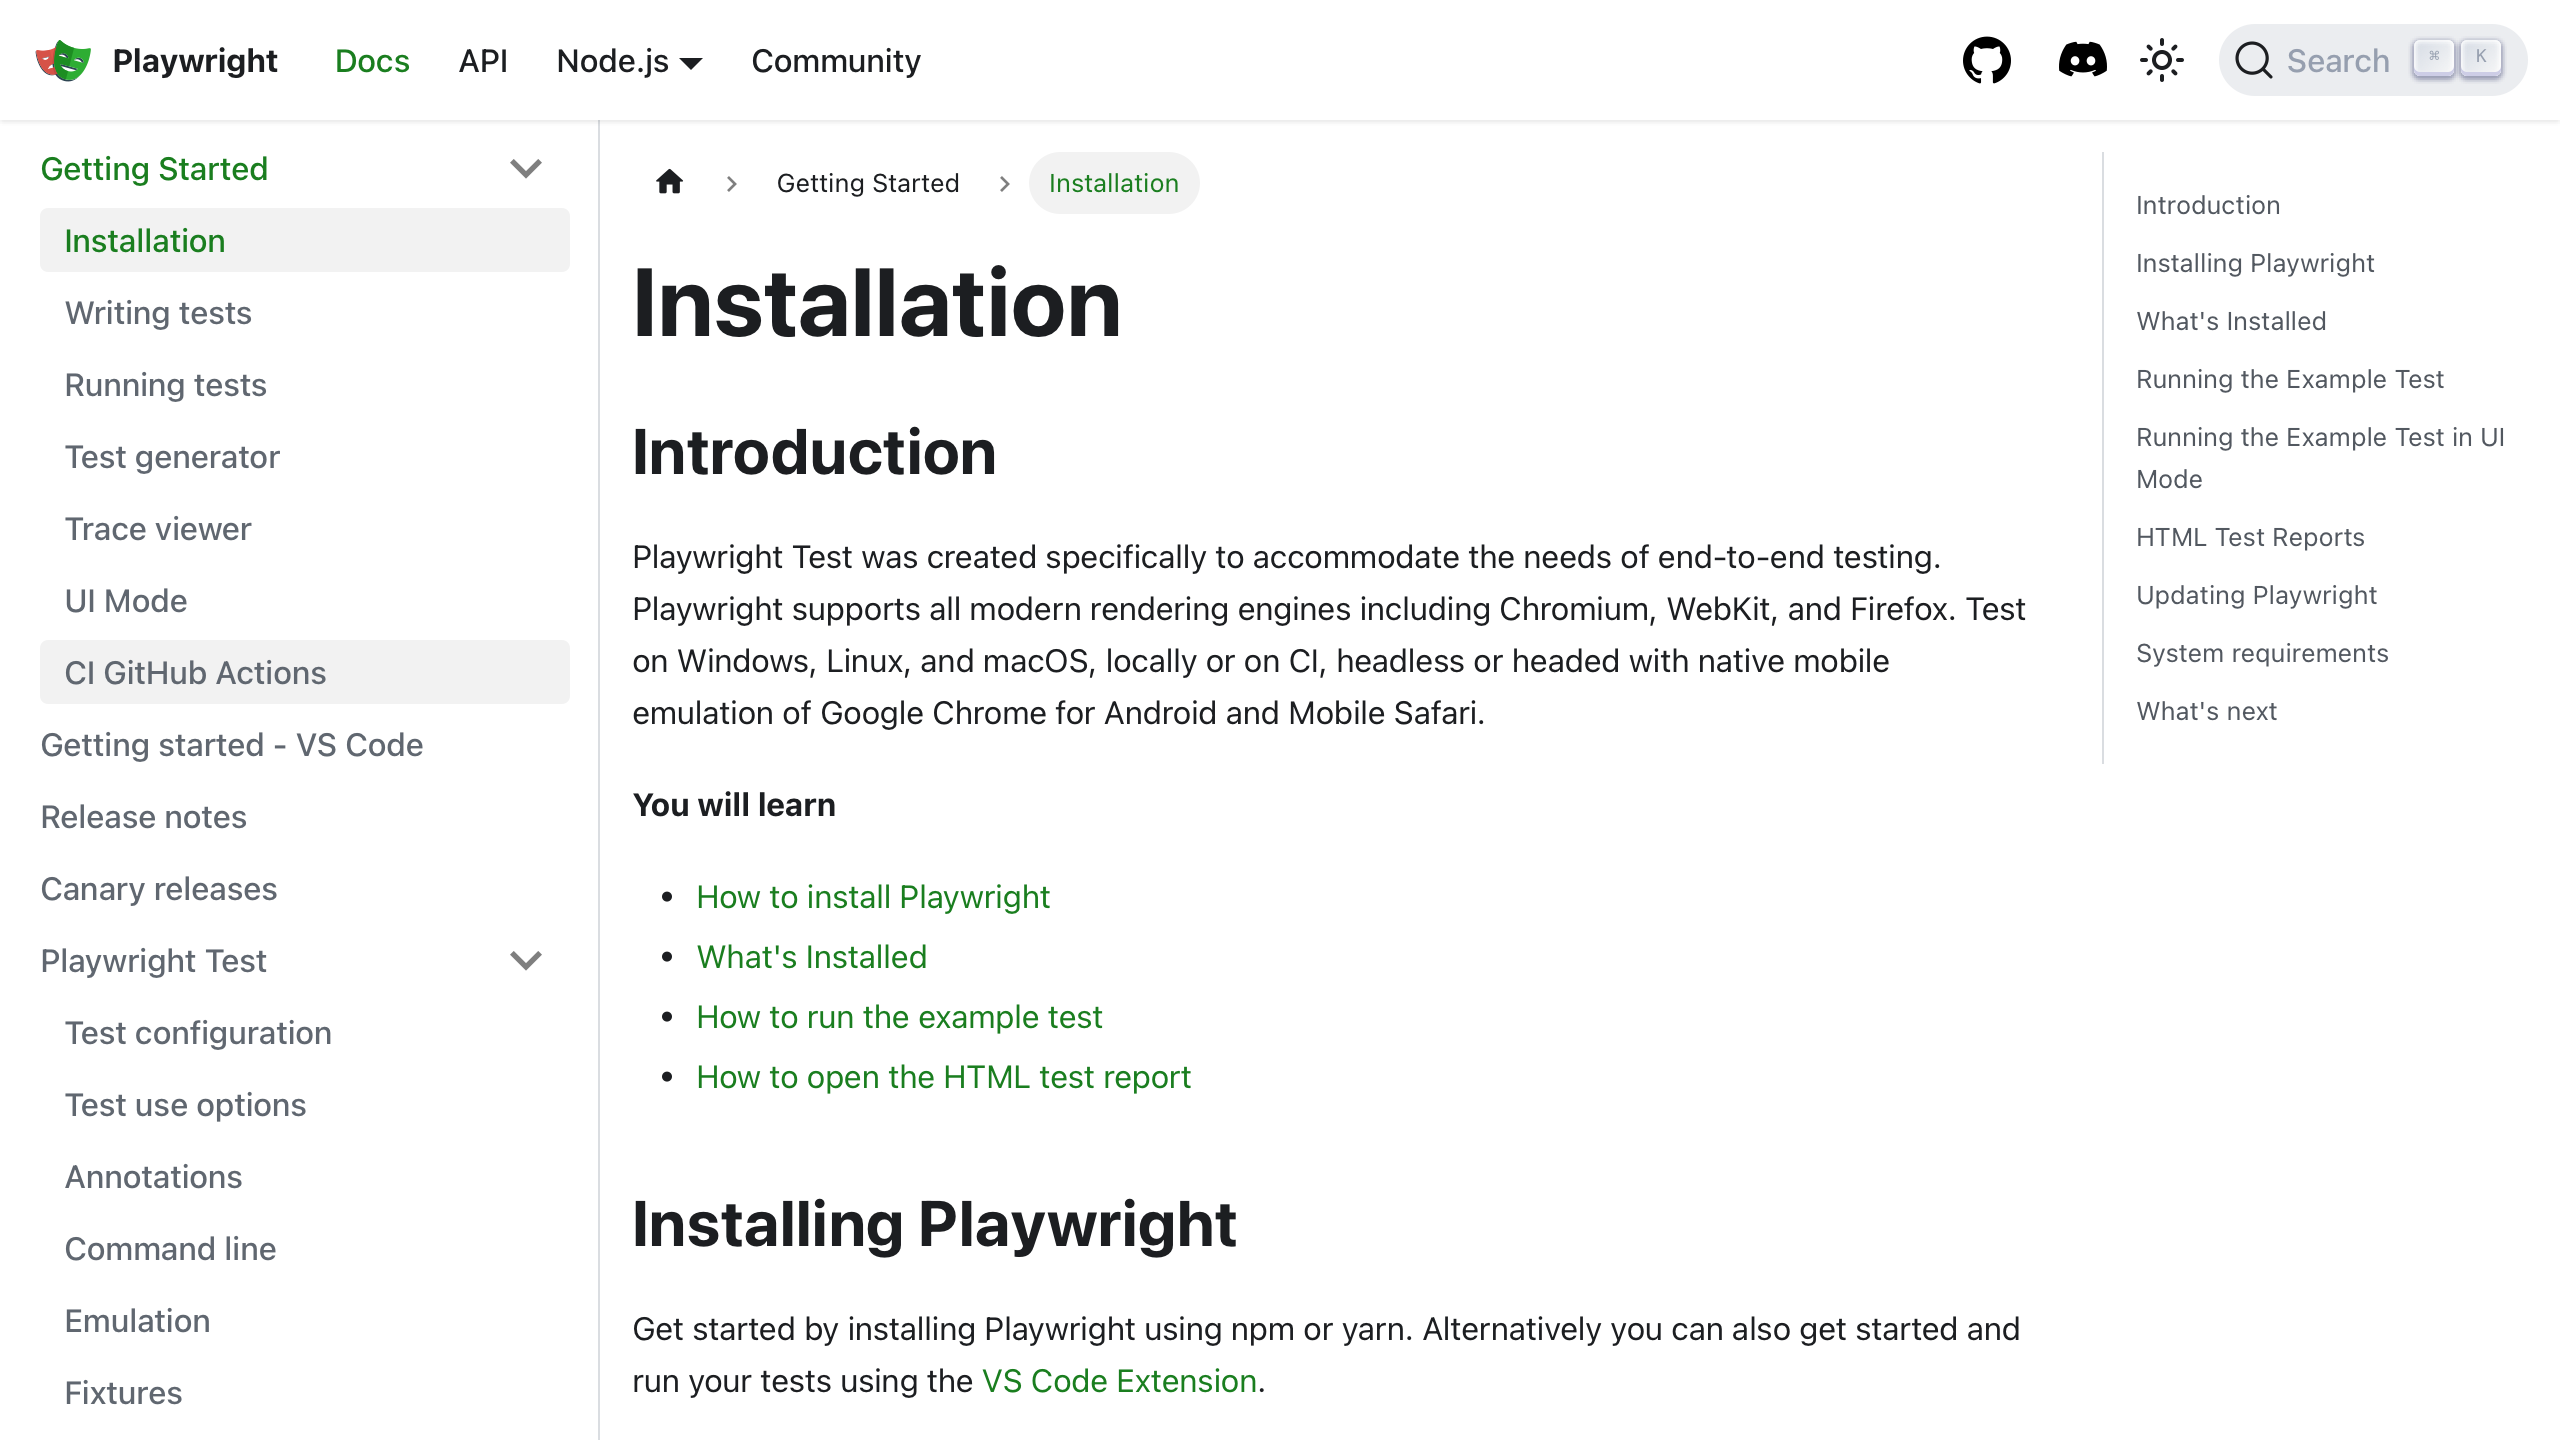 Playwright
Docs
API
Node.js
Community
Search
⌘
K
Getting Started
Installation
Writing tests
Running tests
Test generator
Trace viewer
UI Mode
CI GitHub Actions
Getting started - VS Code
Release notes
Canary releases
Playwright Test
Test configuration
Test use options
Annotations
Command line
Emulation
Fixtures
Getting Started
Installation
Installation
Introduction
Playwright Test was created specifically to accommodate the needs of end-to-end testing.
Playwright supports all modern rendering engines including Chromium, WebKit, and Firefox. Test
on Windows, Linux, and macOS, locally or on CI, headless or headed with native mobile
emulation of Google Chrome for Android and Mobile Safari.
You will learn
How to install Playwright
What's Installed
How to run the example test
How to open the HTML test report
Installing Playwright
Get started by installing Playwright using npm or yarn. Alternatively you can also get started and
run your tests using the VS Code Extension.
Introduction
Installing Playwright
What's Installed
Running the Example Test
Running the Example Test in UI
Mode
HTML Test Reports
Updating Playwright
System requirements
What's next